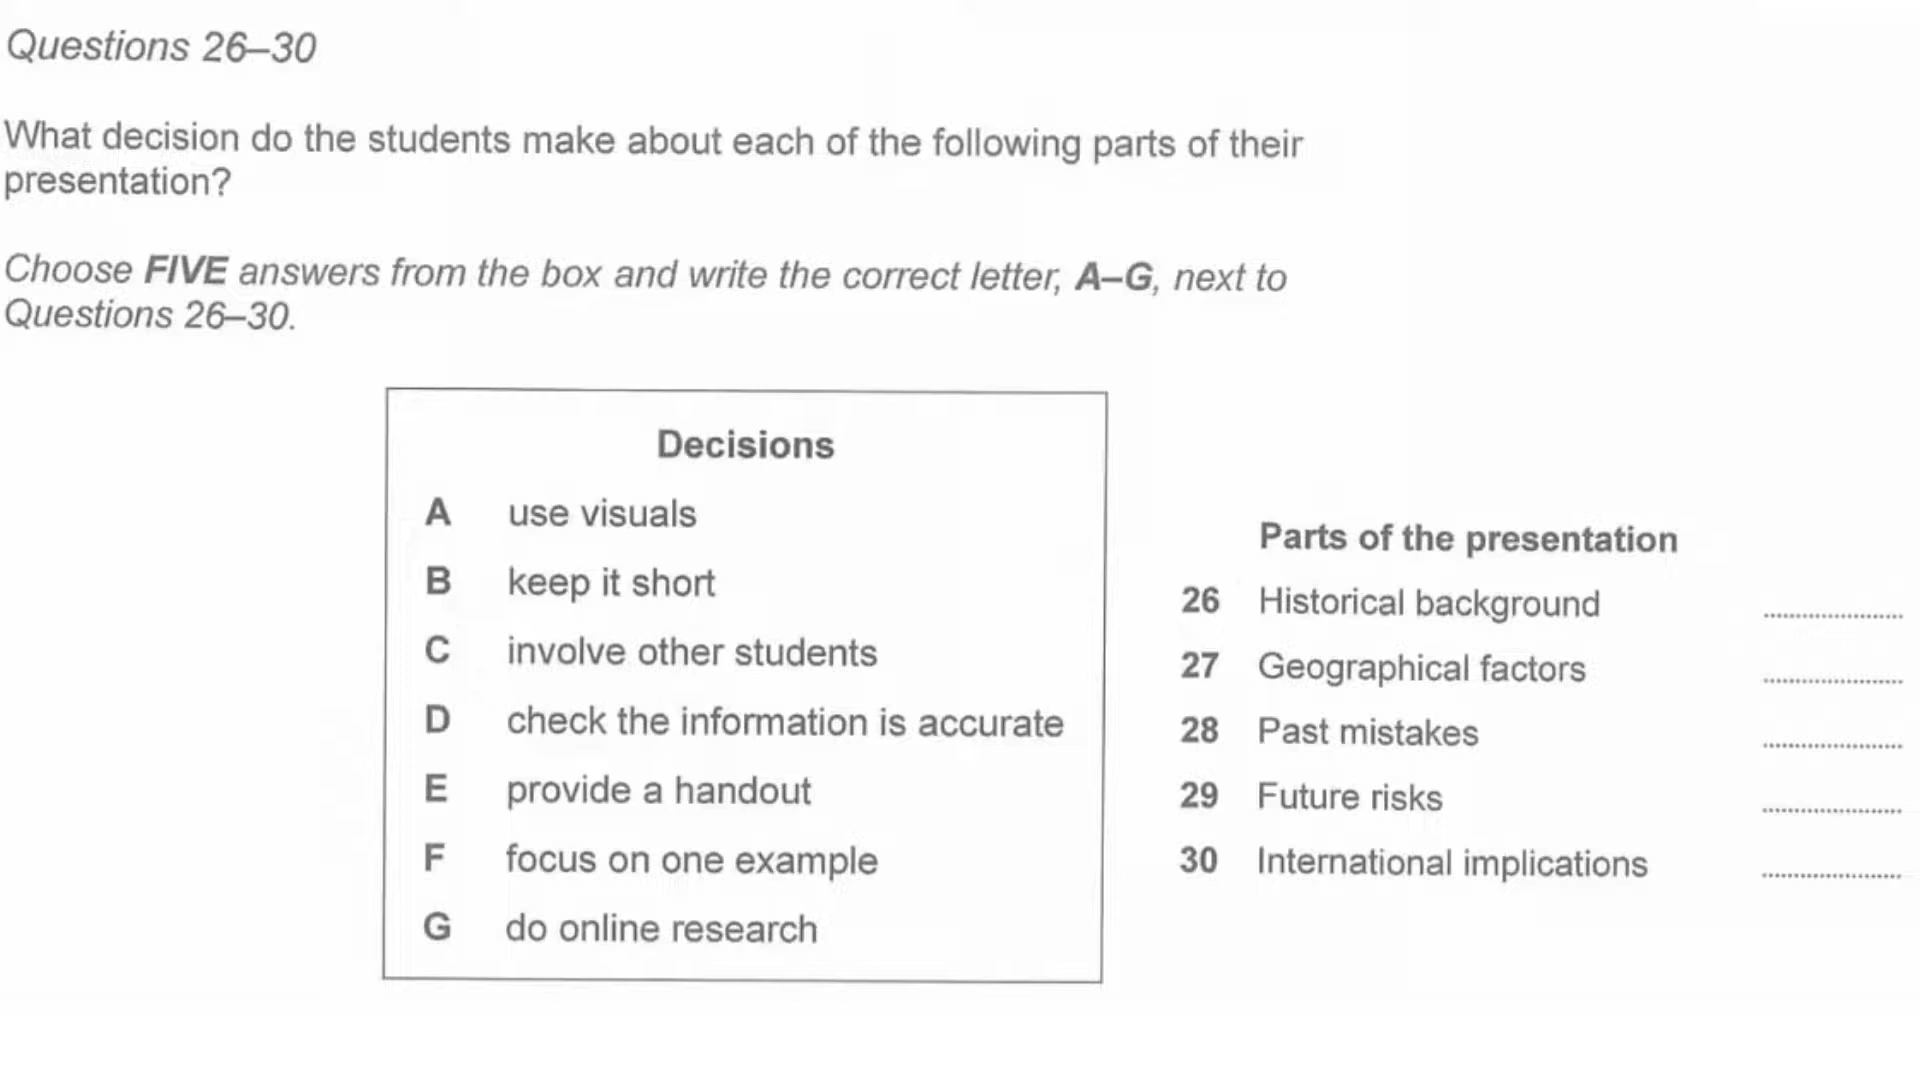 Questions 26–30
What decision do the students make about each of the following parts of their
presentation?
Choose FIVE answers from the box and write the correct letter, A–G, next to
Questions 26–30.
Decisions
A use visuals
B keep it short
C involve other students
D check the information is accurate
E provide a handout
F focus on one example
G do online research
Parts of the presentation
26 Historical background ....................
27 Geographical factors ....................
28 Past mistakes ....................
29 Future risks ....................
30 International implications ....................